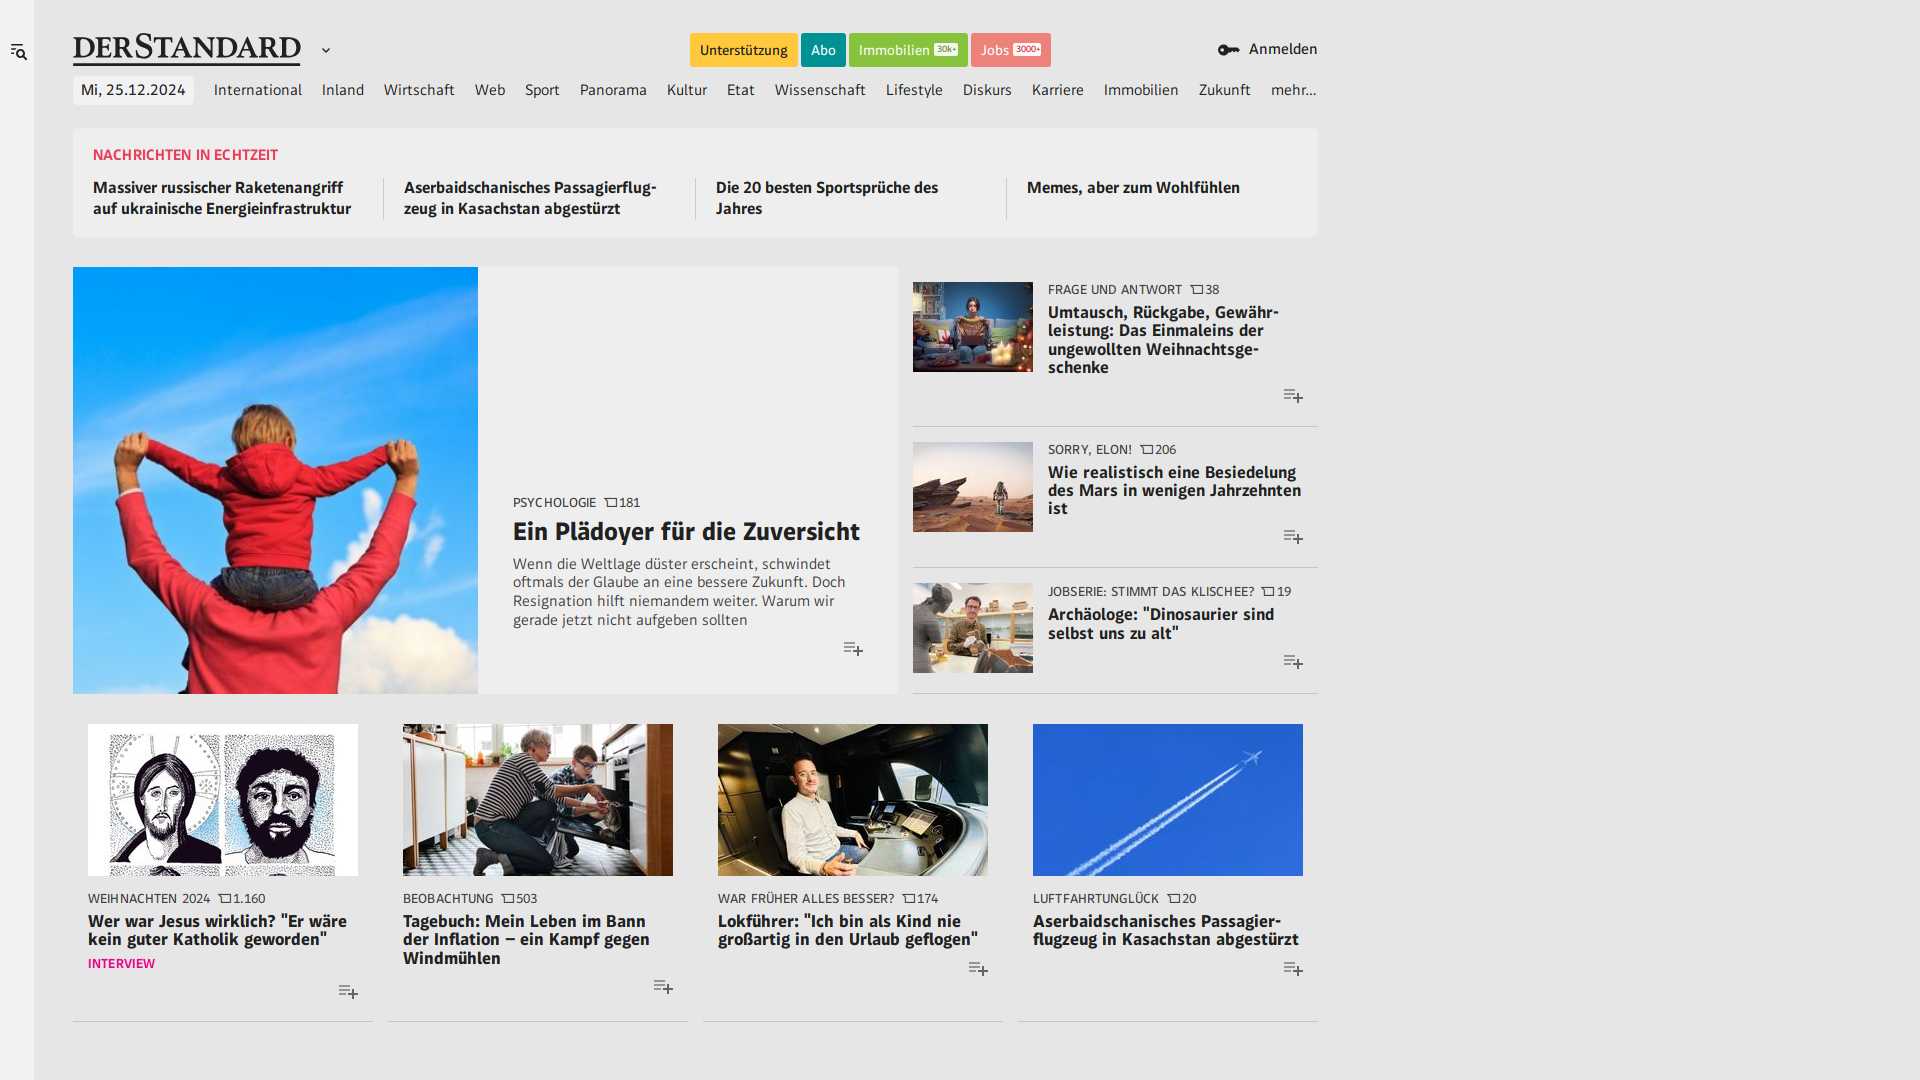 DERSTANDARD
Unterstützung
Abo
Immobilien 30k+
Jobs 3000+
Anmelden
Mi, 25.12.2024
International
Inland
Wirtschaft
Web
Sport
Panorama
Kultur
Etat
Wissenschaft
Lifestyle
Diskurs
Karriere
Immobilien
Zukunft
mehr...
NACHRICHTEN IN ECHTZEIT
Massiver russischer Raketenangriff
auf ukrainische Energieinfrastruktur
Aserbaidschanisches Passagierflug-
zeug in Kasachstan abgestürzt
Die 20 besten Sportsprüche des
Jahres
Memes, aber zum Wohlfühlen
PSYCHOLOGIE 181
Ein Plädoyer für die Zuversicht
Wenn die Weltlage düster erscheint, schwindet
oftmals der Glaube an eine bessere Zukunft. Doch
Resignation hilft niemandem weiter. Warum wir
gerade jetzt nicht aufgeben sollten
FRAGE UND ANTWORT 38
Umtausch, Rückgabe, Gewähr-
leistung: Das Einmaleins der
ungewollten Weihnachtsge-
schenke
SORRY, ELON! 206
Wie realistisch eine Besiedelung
des Mars in wenigen Jahrzehnten
ist
JOBSERIE: STIMMT DAS KLISCHEE? 19
Archäologe: "Dinosaurier sind
selbst uns zu alt"
WEIHNACHTEN 2024 1.160
Wer war Jesus wirklich? "Er wäre
kein guter Katholik geworden"
INTERVIEW
BEOBACHTUNG 503
Tagebuch: Mein Leben im Bann
der Inflation – ein Kampf gegen
Windmühlen
WAR FRÜHER ALLES BESSER? 174
Lokführer: "Ich bin als Kind nie
großartig in den Urlaub geflogen"
LUFTFAHRTUNGLÜCK 20
Aserbaidschanisches Passagier-
flugzeug in Kasachstan abgestürzt